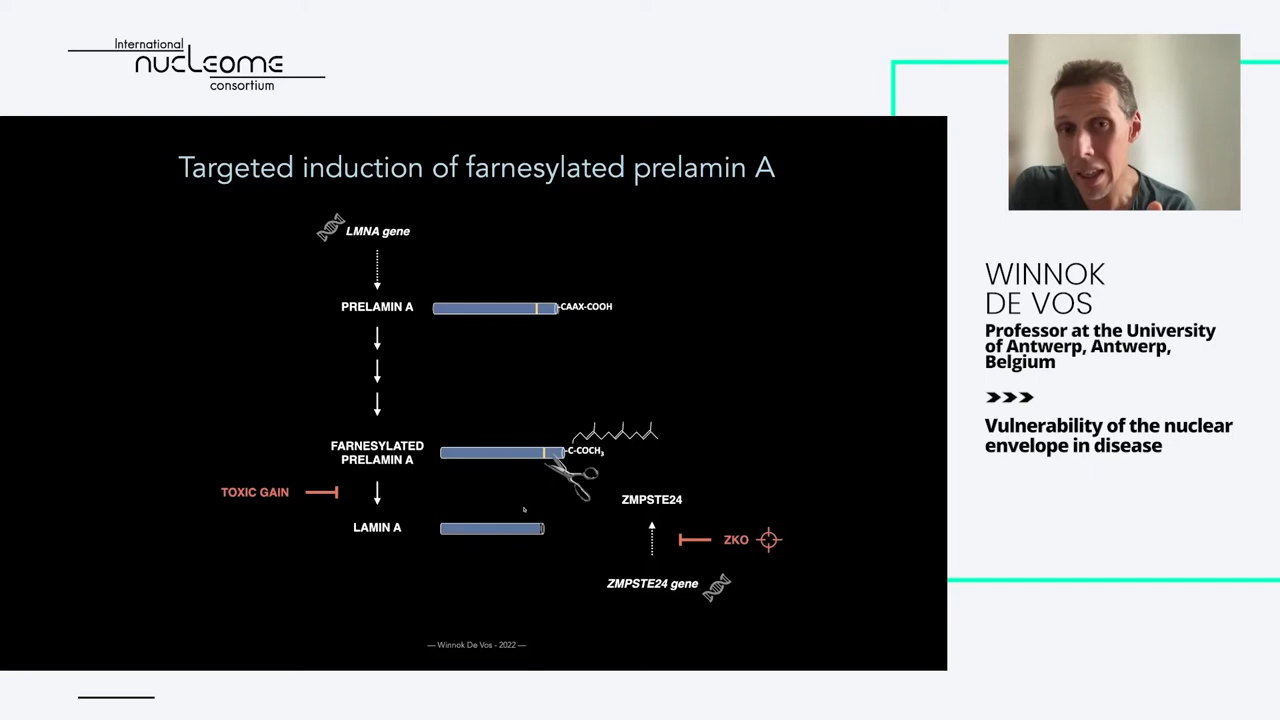 International
nucleome
consortium
Targeted induction of farnesylated prelamin A
LMNA gene
PRELAMIN A
-CAAX-COOH
FARNESYLATED
PRELAMIN A
-C-COCH₃
TOXIC GAIN
ZMPSTE24
LAMIN A
ZKO
ZMPSTE24 gene
— Winnok De Vos - 2022 —
WINNOK
DE VOS
Professor at the University
of Antwerp, Antwerp,
Belgium
Vulnerability of the nuclear
envelope in disease